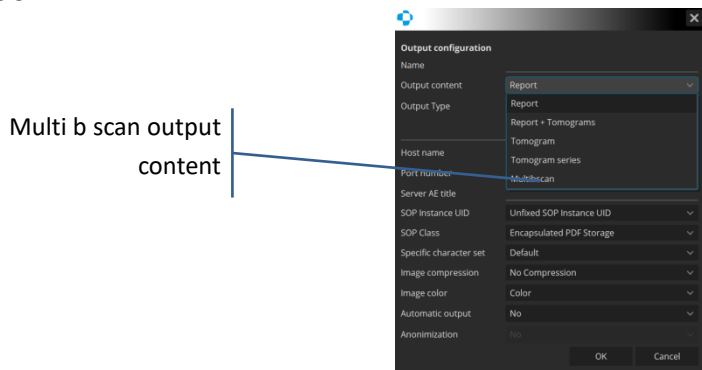 Multi b scan output
content
Output configuration
Name
Output content Report
Output Type Report
Report + Tomograms
Tomogram
Host name Tomogram series
Port number Multibscan
Server AE title
SOP Instance UID Unfixed SOP Instance UID
SOP Class Encapsulated PDF Storage
Specific character set Default
Image compression No Compression
Image color Color
Automatic output No
Anonimization No
OK Cancel